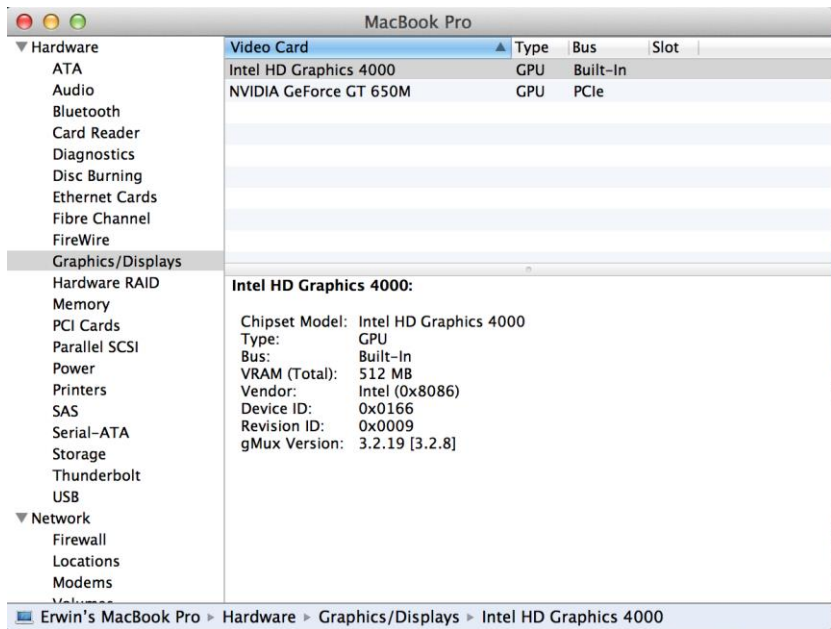 MacBook Pro
Hardware
ATA
Audio
Bluetooth
Card Reader
Diagnostics
Disc Burning
Ethernet Cards
Fibre Channel
FireWire
Graphics/Displays
Hardware RAID
Memory
PCI Cards
Parallel SCSI
Power
Printers
SAS
Serial-ATA
Storage
Thunderbolt
USB
Network
Firewall
Locations
Modems
Volumes
Video Card Type Bus Slot
Intel HD Graphics 4000 GPU Built-In
NVIDIA GeForce GT 650M GPU PCIe
Intel HD Graphics 4000:
Chipset Model: Intel HD Graphics 4000
Type: GPU
Bus: Built-In
VRAM (Total): 512 MB
Vendor: Intel (0x8086)
Device ID: 0x0166
Revision ID: 0x0009
gMux Version: 3.2.19 [3.2.8]
Erwin's MacBook Pro ▸ Hardware ▸ Graphics/Displays ▸ Intel HD Graphics 4000